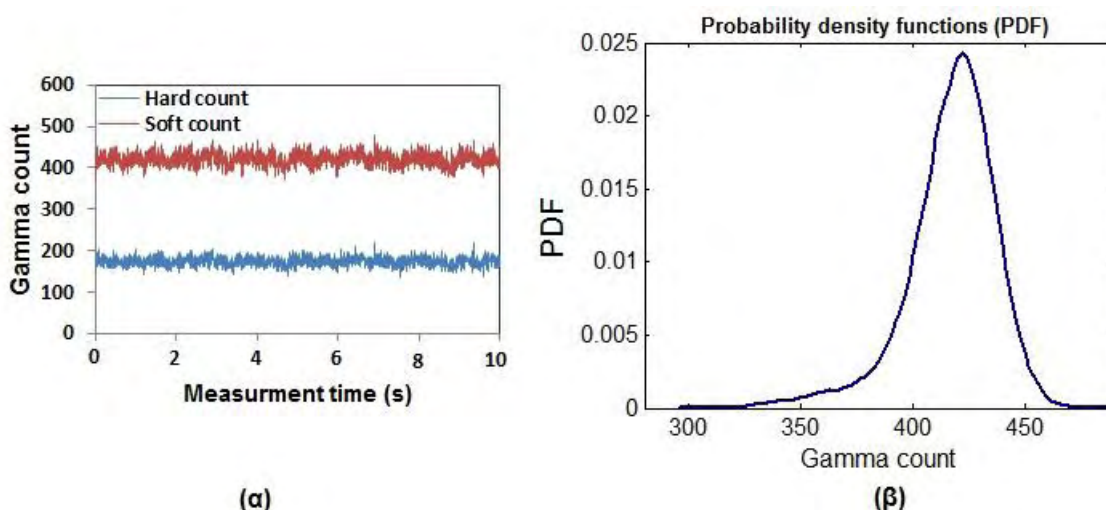 Probability density functions (PDF)
600
500
400
300
200
100
0
Hard count
Soft count
Gamma count
0 2 4 6 8 10
Measurment time (s)
(α)
0.025
0.02
0.015
0.01
0.005
0
PDF
300 350 400 450
Gamma count
(β)